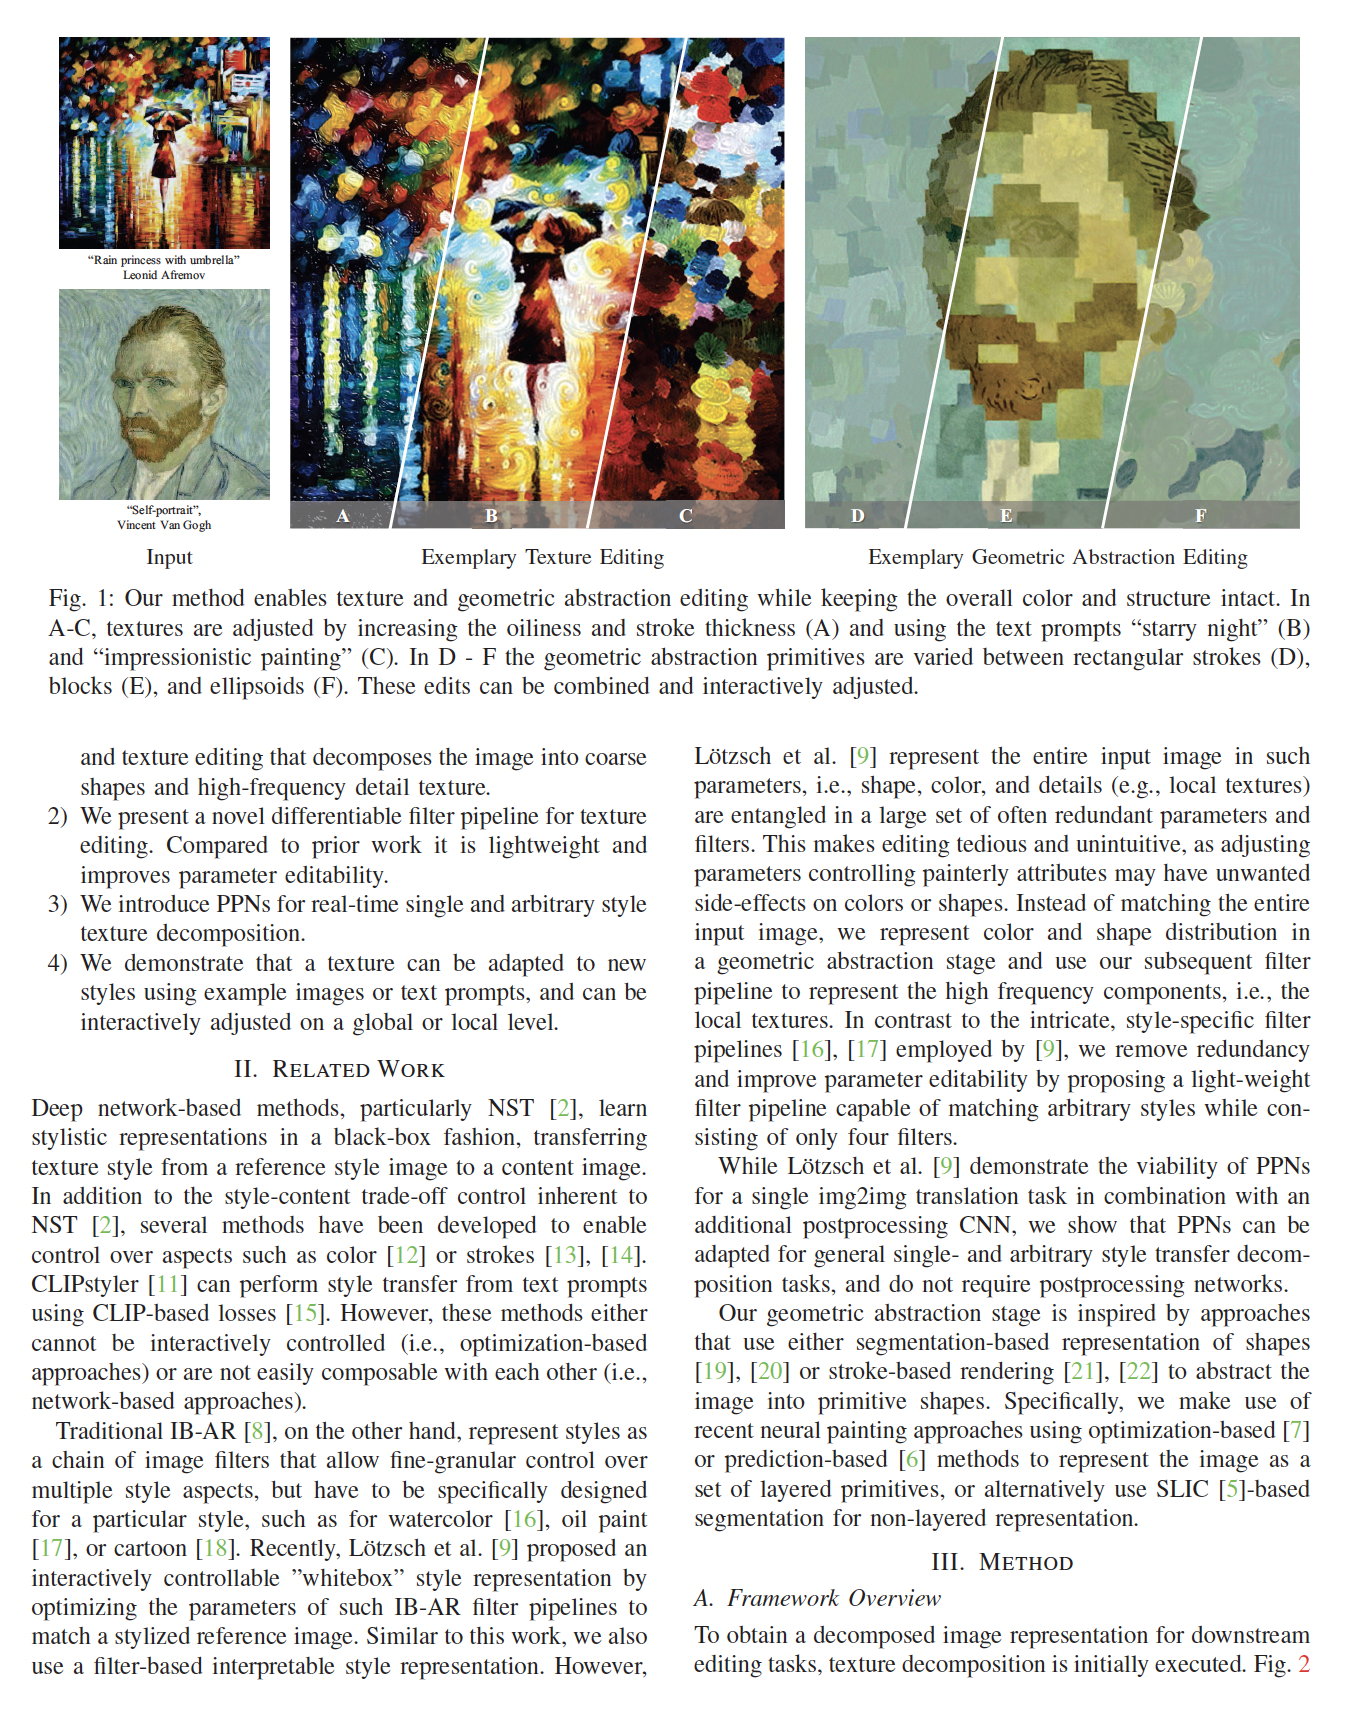 “Rain princess with umbrella”
Leonid Afremov
“Self-portrait”,
Vincent Van Gogh
A
B
C
D
E
F
Input
Exemplary Texture Editing
Exemplary Geometric Abstraction Editing
Fig. 1: Our method enables texture and geometric abstraction editing while keeping the overall color and structure intact. In
A-C, textures are adjusted by increasing the oiliness and stroke thickness (A) and using the text prompts “starry night” (B)
and “impressionistic painting” (C). In D - F the geometric abstraction primitives are varied between rectangular strokes (D),
blocks (E), and ellipsoids (F). These edits can be combined and interactively adjusted.
and texture editing that decomposes the image into coarse
shapes and high-frequency detail texture.
2) We present a novel differentiable filter pipeline for texture
editing. Compared to prior work it is lightweight and
improves parameter editability.
3) We introduce PPNs for real-time single and arbitrary style
texture decomposition.
4) We demonstrate that a texture can be adapted to new
styles using example images or text prompts, and can be
interactively adjusted on a global or local level.
II. Related Work
Deep network-based methods, particularly NST [2], learn
stylistic representations in a black-box fashion, transferring
texture style from a reference style image to a content image.
In addition to the style-content trade-off control inherent to
NST [2], several methods have been developed to enable
control over aspects such as color [12] or strokes [13], [14].
CLIPstyler [11] can perform style transfer from text prompts
using CLIP-based losses [15]. However, these methods either
cannot be interactively controlled (i.e., optimization-based
approaches) or are not easily composable with each other (i.e.,
network-based approaches).
Traditional IB-AR [8], on the other hand, represent styles as
a chain of image filters that allow fine-granular control over
multiple style aspects, but have to be specifically designed
for a particular style, such as for watercolor [16], oil paint
[17], or cartoon [18]. Recently, Lötzsch et al. [9] proposed an
interactively controllable ”whitebox” style representation by
optimizing the parameters of such IB-AR filter pipelines to
match a stylized reference image. Similar to this work, we also
use a filter-based interpretable style representation. However,
Lötzsch et al. [9] represent the entire input image in such
parameters, i.e., shape, color, and details (e.g., local textures)
are entangled in a large set of often redundant parameters and
filters. This makes editing tedious and unintuitive, as adjusting
parameters controlling painterly attributes may have unwanted
side-effects on colors or shapes. Instead of matching the entire
input image, we represent color and shape distribution in
a geometric abstraction stage and use our subsequent filter
pipeline to represent the high frequency components, i.e., the
local textures. In contrast to the intricate, style-specific filter
pipelines [16], [17] employed by [9], we remove redundancy
and improve parameter editability by proposing a light-weight
filter pipeline capable of matching arbitrary styles while con-
sisting of only four filters.
While Lötzsch et al. [9] demonstrate the viability of PPNs
for a single img2img translation task in combination with an
additional postprocessing CNN, we show that PPNs can be
adapted for general single- and arbitrary style transfer decom-
position tasks, and do not require postprocessing networks.
Our geometric abstraction stage is inspired by approaches
that use either segmentation-based representation of shapes
[19], [20] or stroke-based rendering [21], [22] to abstract the
image into primitive shapes. Specifically, we make use of
recent neural painting approaches using optimization-based [7]
or prediction-based [6] methods to represent the image as a
set of layered primitives, or alternatively use SLIC [5]-based
segmentation for non-layered representation.
III. Method
A. Framework Overview
To obtain a decomposed image representation for downstream
editing tasks, texture decomposition is initially executed. Fig. 2